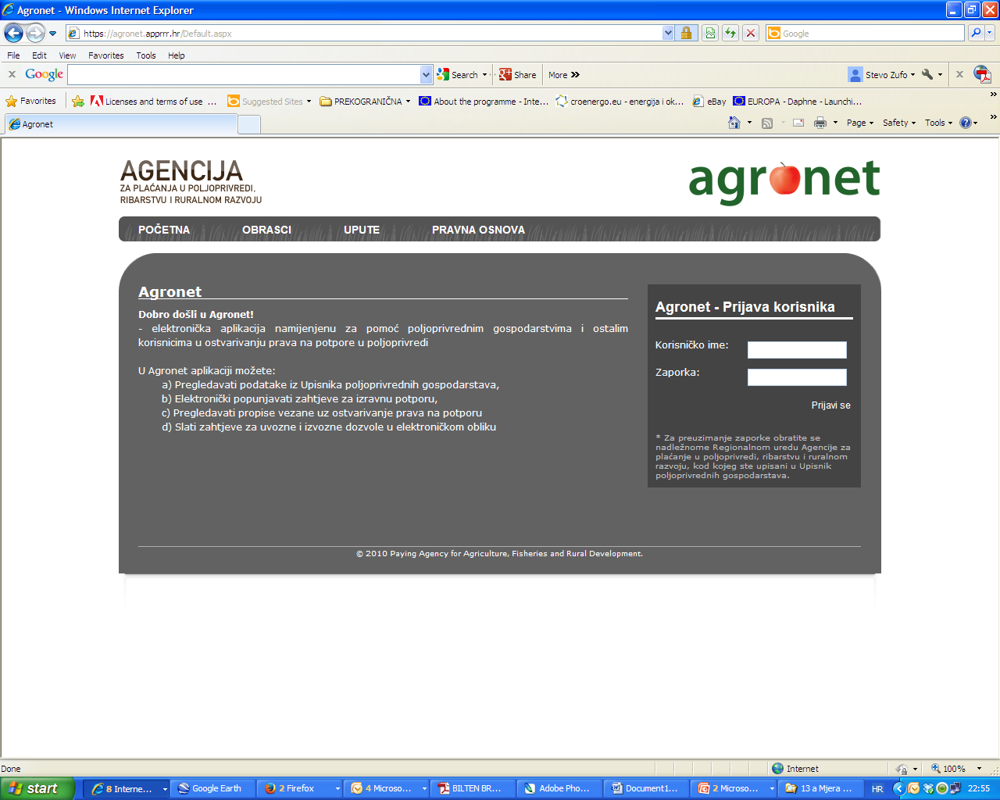 Agronet - Windows Internet Explorer
https://agronet.apprrr.hr/Default.aspx
Google
File Edit View Favorites Tools Help
Google Search Share More Stevo Zufo
Favorites Licenses and terms of use ... Suggested Sites PREKOGRANIČNA About the programme - Inte... croenergo.eu - energija i ok... eBay EUROPA - Daphne - Launchi...
Agronet
Page Safety Tools
AGENCIJA
ZA PLAĆANJA U POLJOPRIVREDI,
RIBARSTVU I RURALNOM RAZVOJU
agronet
POČETNA OBRASCI UPUTE PRAVNA OSNOVA
Agronet
Dobro došli u Agronet!
- elektronička aplikacija namijenjenu za pomoć poljoprivrednim gospodarstvima i ostalim
korisnicima u ostvarivanju prava na potpore u poljoprivredi
U Agronet aplikaciji možete:
a) Pregledavati podatake iz Upisnika poljoprivrednih gospodarstava,
b) Elektronički popunjavati zahtjeve za izravnu potporu,
c) Pregledavati propise vezane uz ostvarivanje prava na potporu
d) Slati zahtjeve za uvozne i izvozne dozvole u elektroničkom obliku
Agronet - Prijava korisnika
Korisničko ime:
Zaporka:
Prijavi se
* Za preuzimanje zaporke obratite se
nadležnome Regionalnom uredu Agencije za
plaćanje u poljoprivredi, ribarstvu i ruralnom
razvoju, kod kojeg ste upisani u Upisnik
poljoprivrednih gospodarstava.
© 2010 Paying Agency for Agriculture, Fisheries and Rural Development.
Done Internet 100%
start 8 Interne... Google Earth 2 Firefox 4 Microso... BILTEN BR... Adobe Pho... Document1... 2 Microso... 13 a Mjera ... HR 22:55